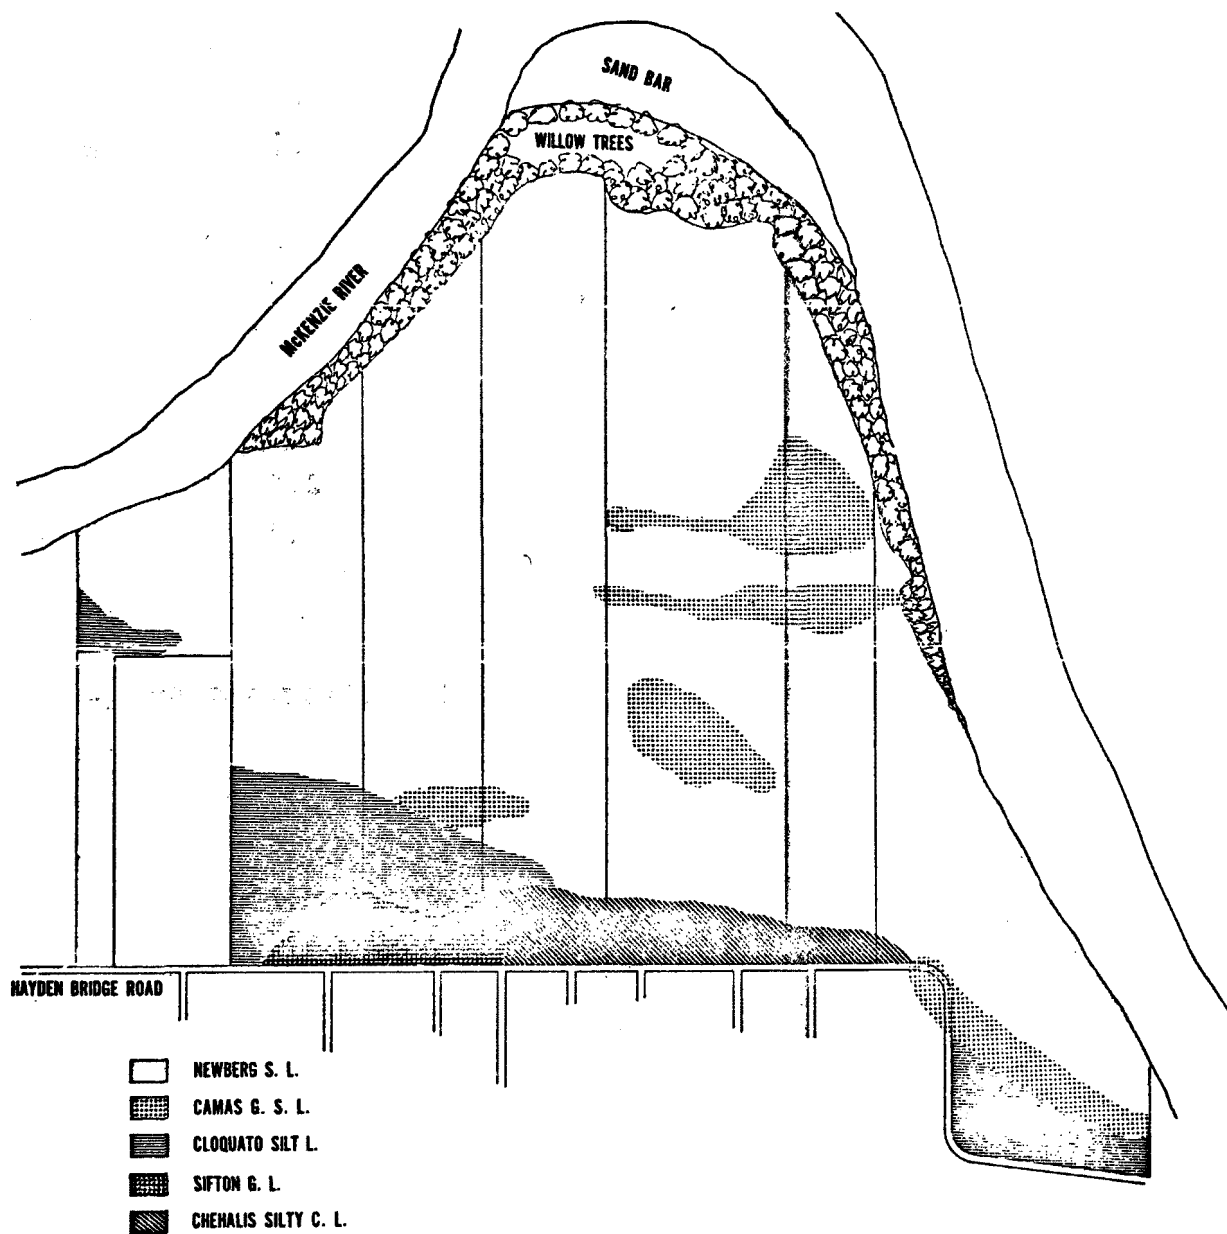 SAND BAR
WILLOW TREES
McKENZIE RIVER
HAYDEN BRIDGE ROAD
NEWBERG S. L.
CAMAS G. S. L.
CLOQUATO SILT L.
SIFTON G. L.
CHEHALIS SILTY C. L.